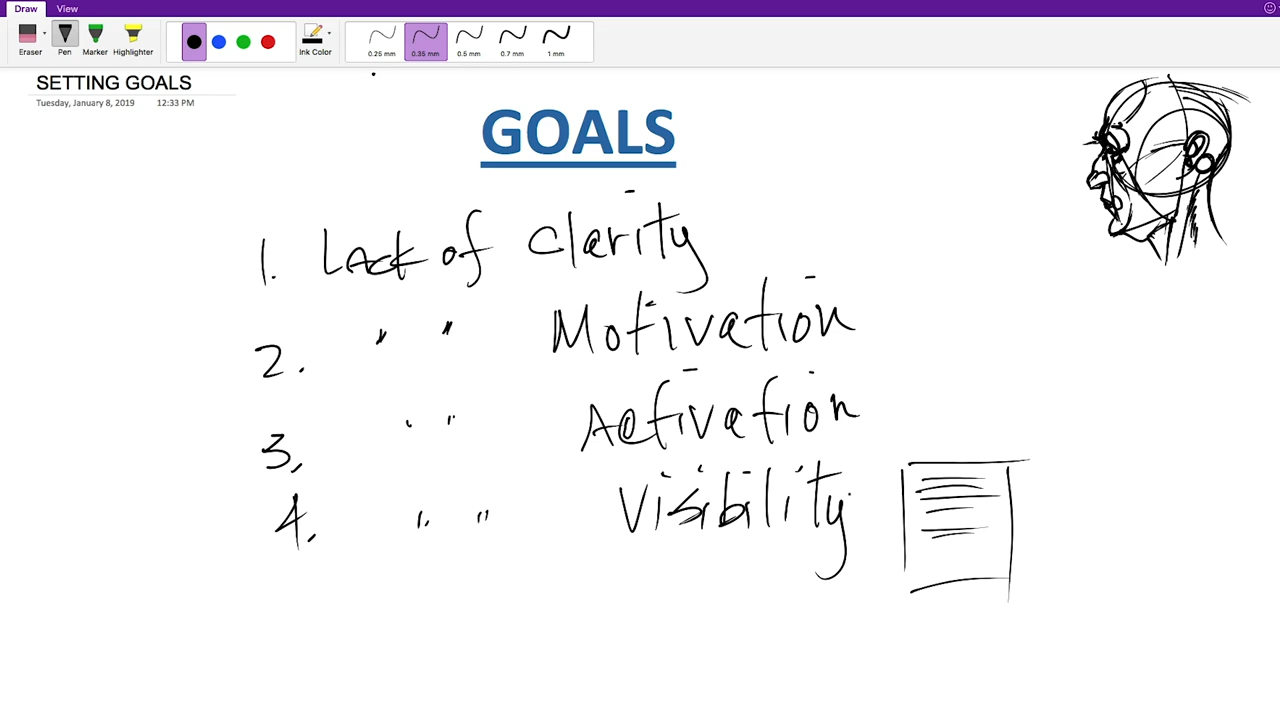 Draw View
Eraser Pen Marker Highlighter Ink Color 0.25 mm 0.35 mm 0.5 mm 0.7 mm 1 mm
SETTING GOALS
Tuesday, January 8, 2019 12:33 PM
GOALS
1. Lack of clarity
2. " " Motivation
3, " " Activation
4. " " Visibility